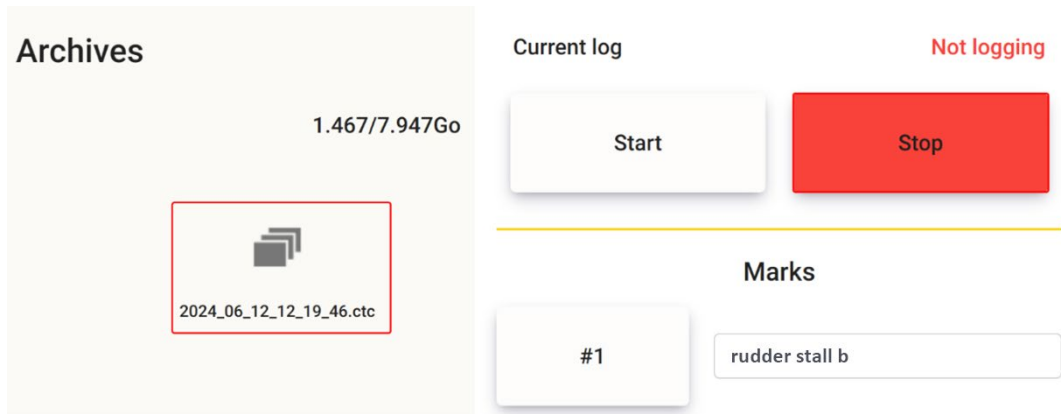 Archives
1.467/7.947Go
2024_06_12_12_19_46.ctc
Current log
Not logging
Start
Stop
Marks
#1
rudder stall b